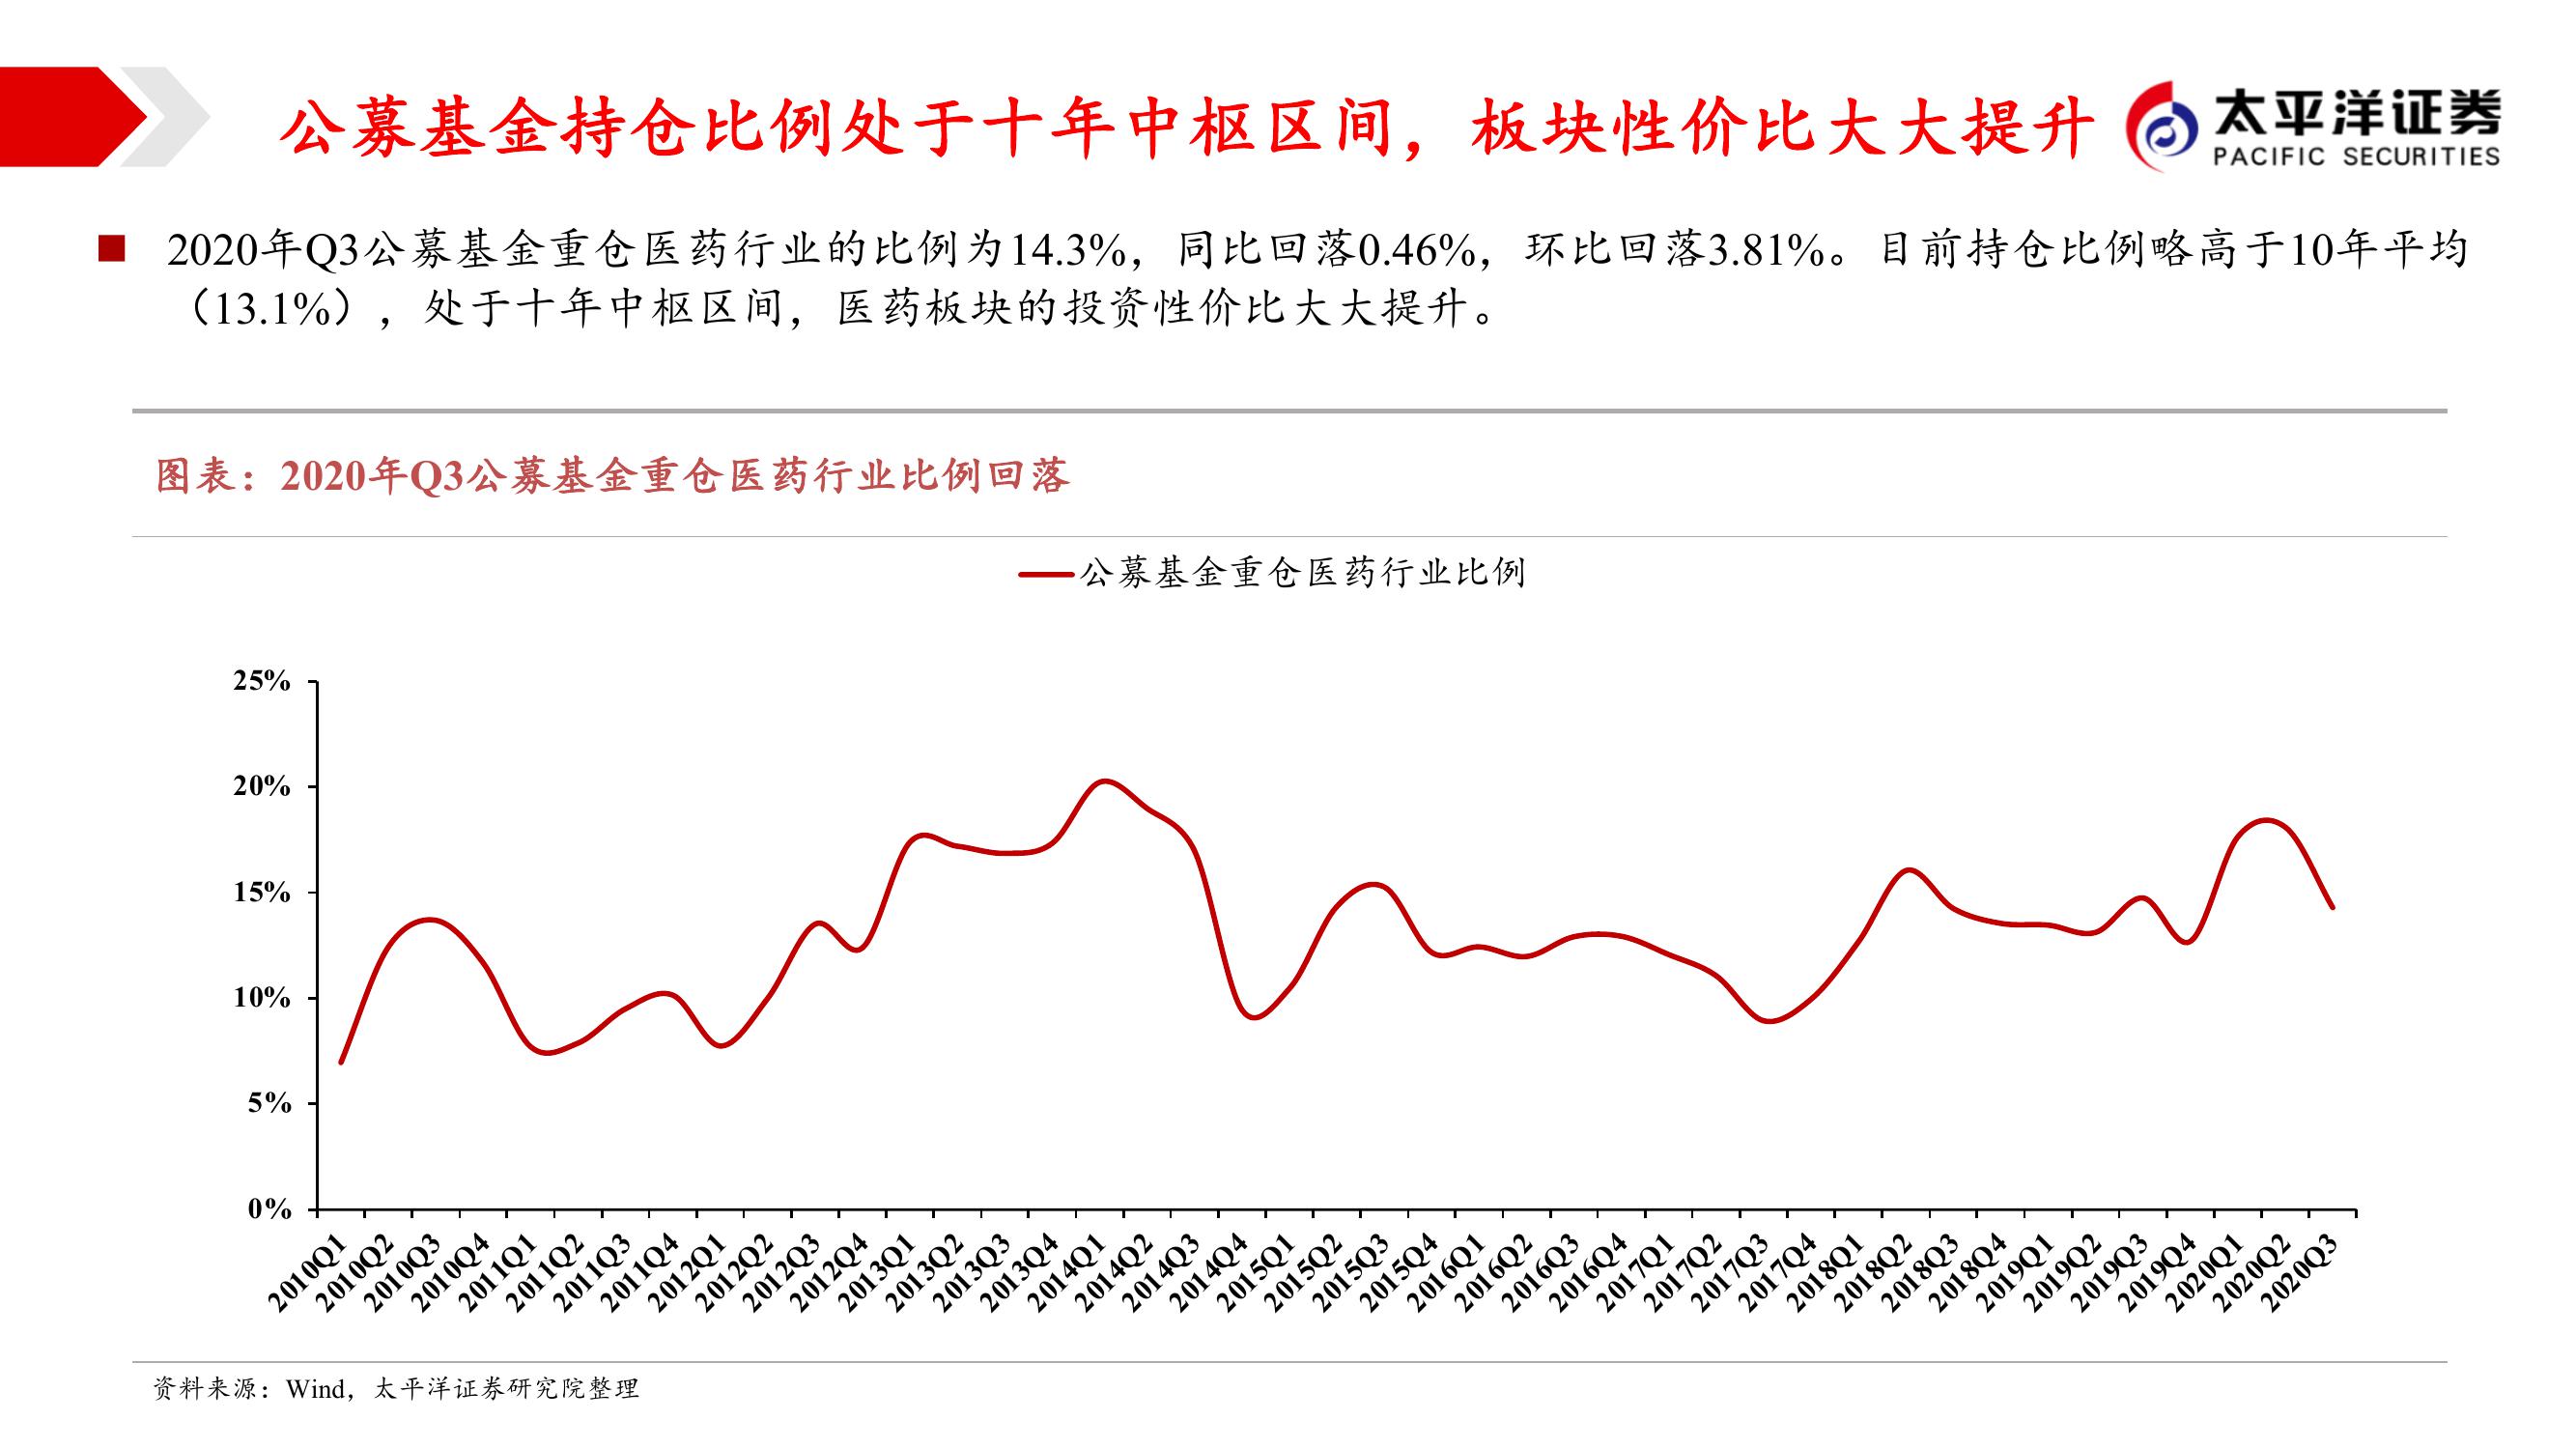 公募基金持仓比例处于十年中枢区间，板块性价比大大提升
太平洋证券
PACIFIC SECURITIES
2020年Q3公募基金重仓医药行业的比例为14.3%，同比回落0.46%，环比回落3.81%。目前持仓比例略高于10年平均
（13.1%），处于十年中枢区间，医药板块的投资性价比大大提升。
图表：2020年Q3公募基金重仓医药行业比例回落
公募基金重仓医药行业比例
25%
20%
15%
10%
5%
0%
2010Q1
2010Q2
2010Q3
2010Q4
2011Q1
2011Q2
2011Q3
2011Q4
2012Q1
2012Q2
2012Q3
2012Q4
2013Q1
2013Q2
2013Q3
2013Q4
2014Q1
2014Q2
2014Q3
2014Q4
2015Q1
2015Q2
2015Q3
2015Q4
2016Q1
2016Q2
2016Q3
2016Q4
2017Q1
2017Q2
2017Q3
2017Q4
2018Q1
2018Q2
2018Q3
2018Q4
2019Q1
2019Q2
2019Q3
2019Q4
2020Q1
2020Q2
2020Q3
资料来源：Wind，太平洋证券研究院整理